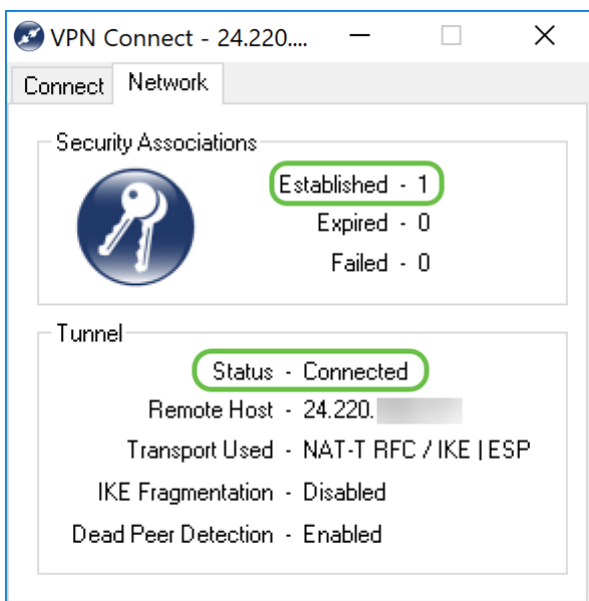 VPN Connect - 24.220....
Connect Network
Security Associations
Established - 1
Expired - 0
Failed - 0
Tunnel
Status - Connected
Remote Host - 24.220.
Transport Used - NAT-T RFC / IKE | ESP
IKE Fragmentation - Disabled
Dead Peer Detection - Enabled